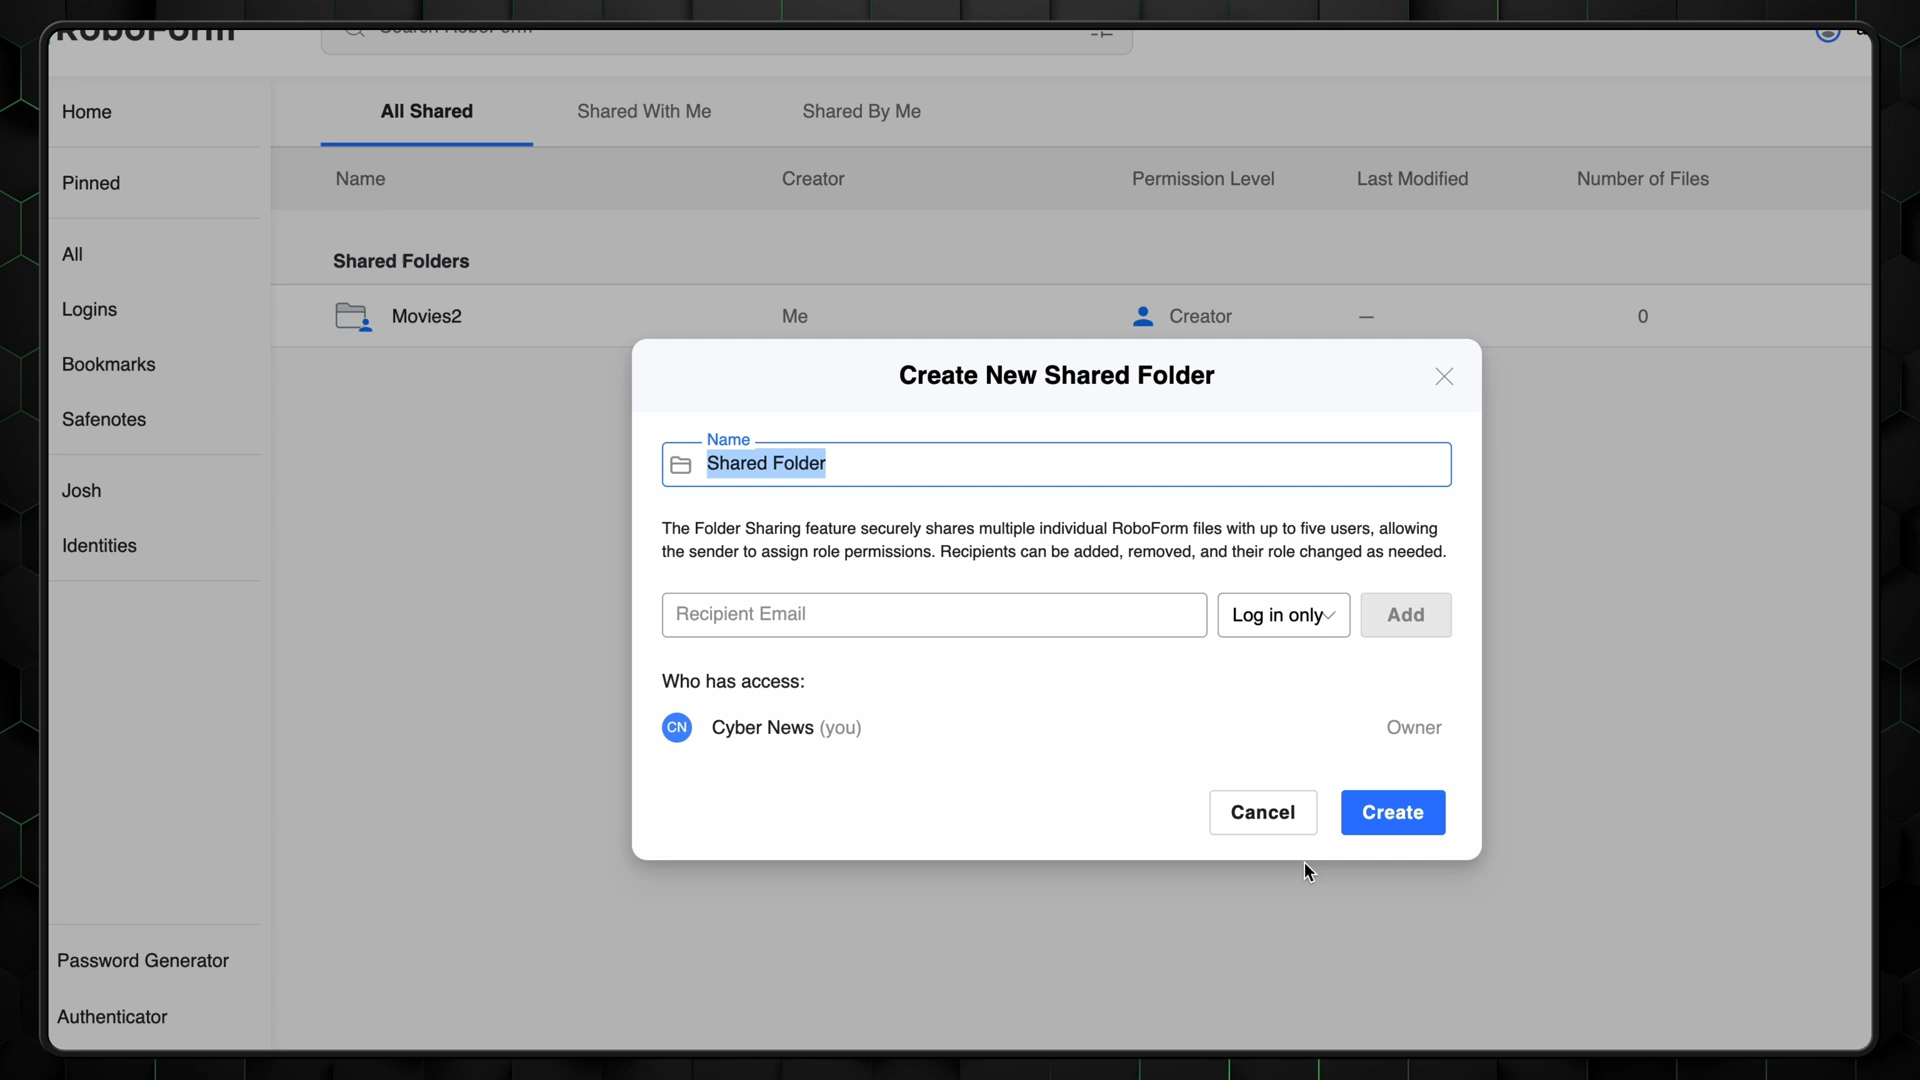 RoboForm
Search RoboForm
Home
Pinned
All
Logins
Bookmarks
Safenotes
Josh
Identities
Password Generator
Authenticator
All Shared Shared With Me Shared By Me
Name Creator Permission Level Last Modified Number of Files
Shared Folders
Movies2 Me Creator — 0
Create New Shared Folder
Name
Shared Folder
The Folder Sharing feature securely shares multiple individual RoboForm files with up to five users, allowing
the sender to assign role permissions. Recipients can be added, removed, and their role changed as needed.
Recipient Email Log in only Add
Who has access:
CN Cyber News (you) Owner
Cancel Create